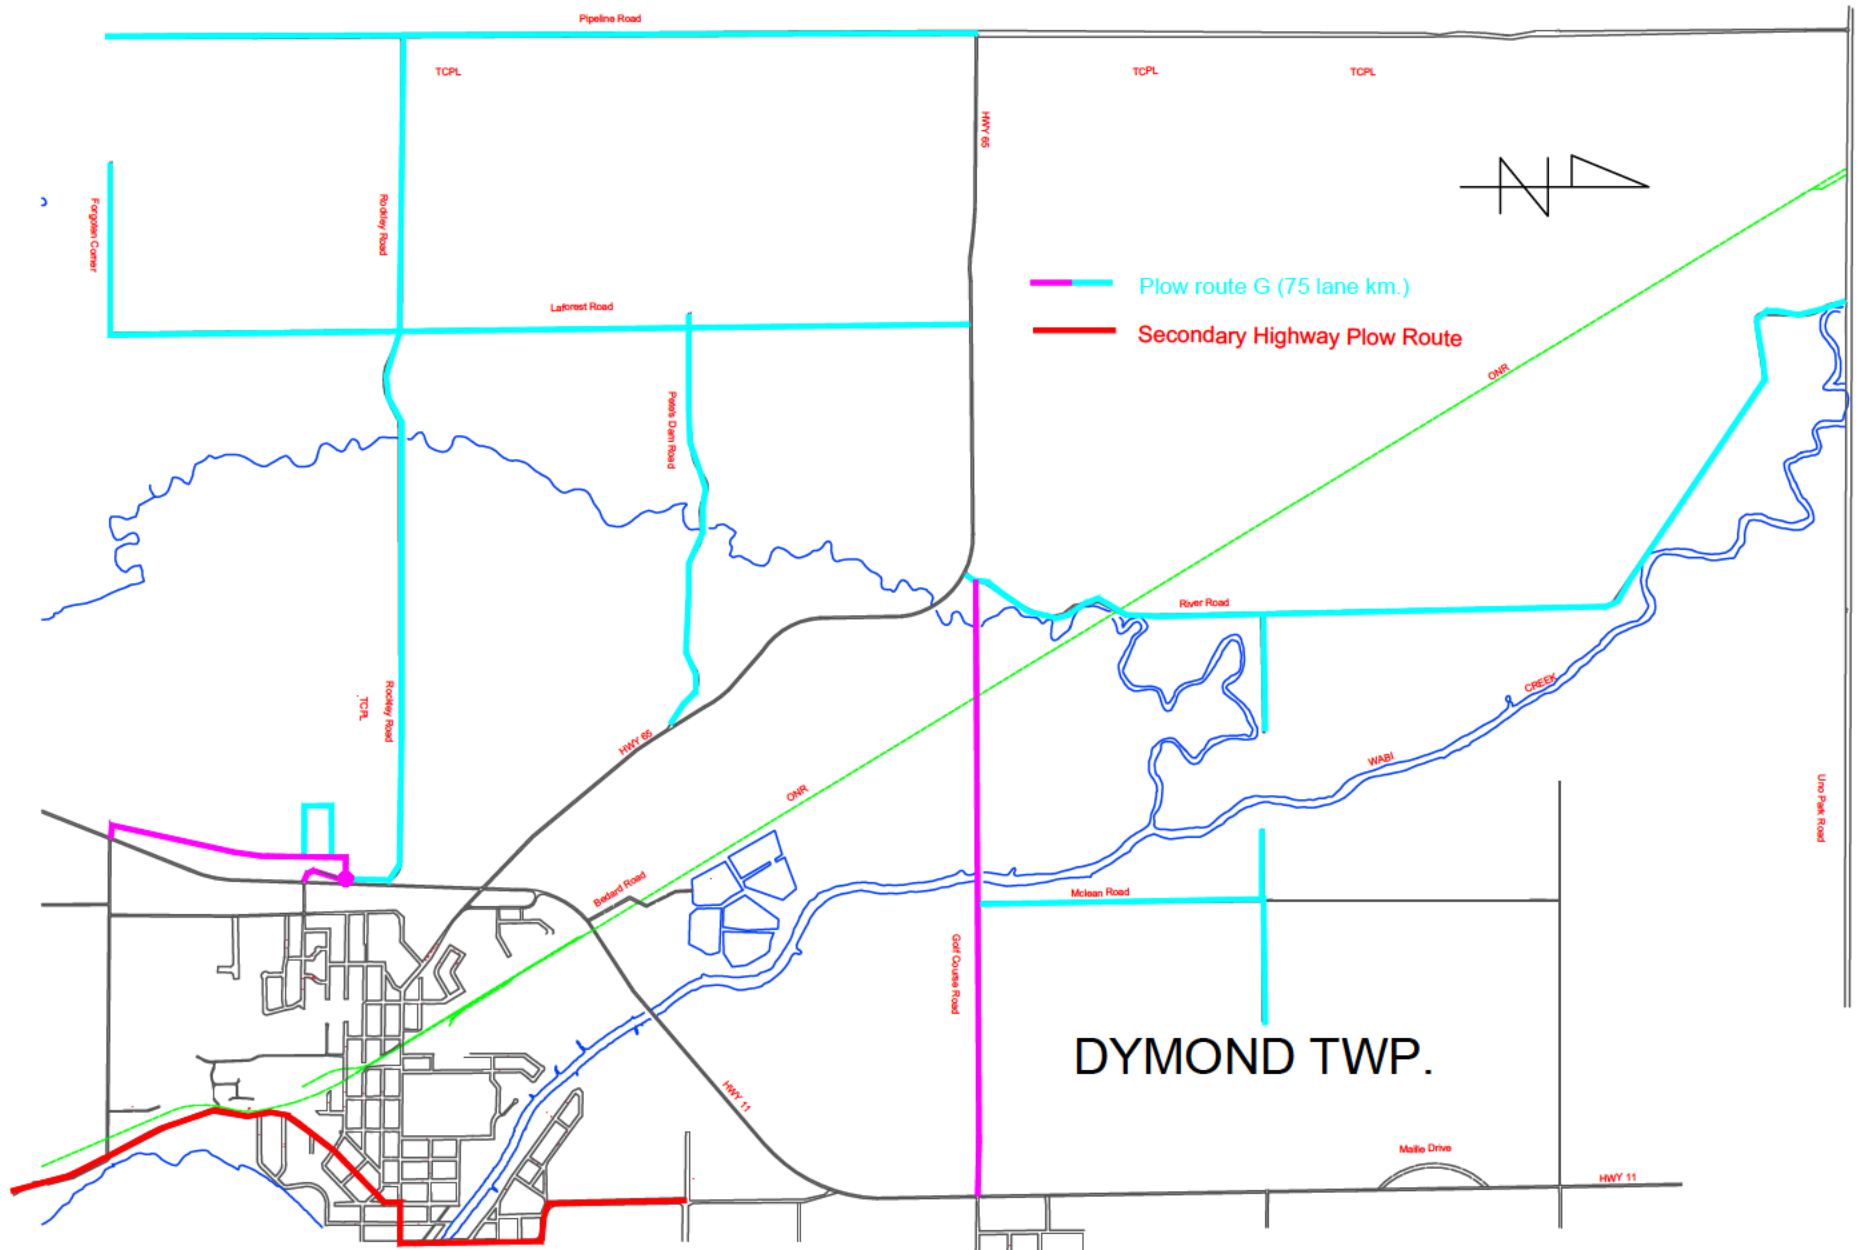 Pipeline Road
TCPL
TCPL
TCPL
HWY 65
N
Forgoten Corner
Rockley Road
Plow route G (75 lane km.)
Laforest Road
Secondary Highway Plow Route
ONR
Pete's Dam Road
River Road
CREEK
Rockley Road
TCPL
HWY 65
WABI
ONR
Uno Park Road
Bedard Road
Mclean Road
Golf Course Road
DYMOND TWP.
HWY 11
Mallie Drive
HWY 11